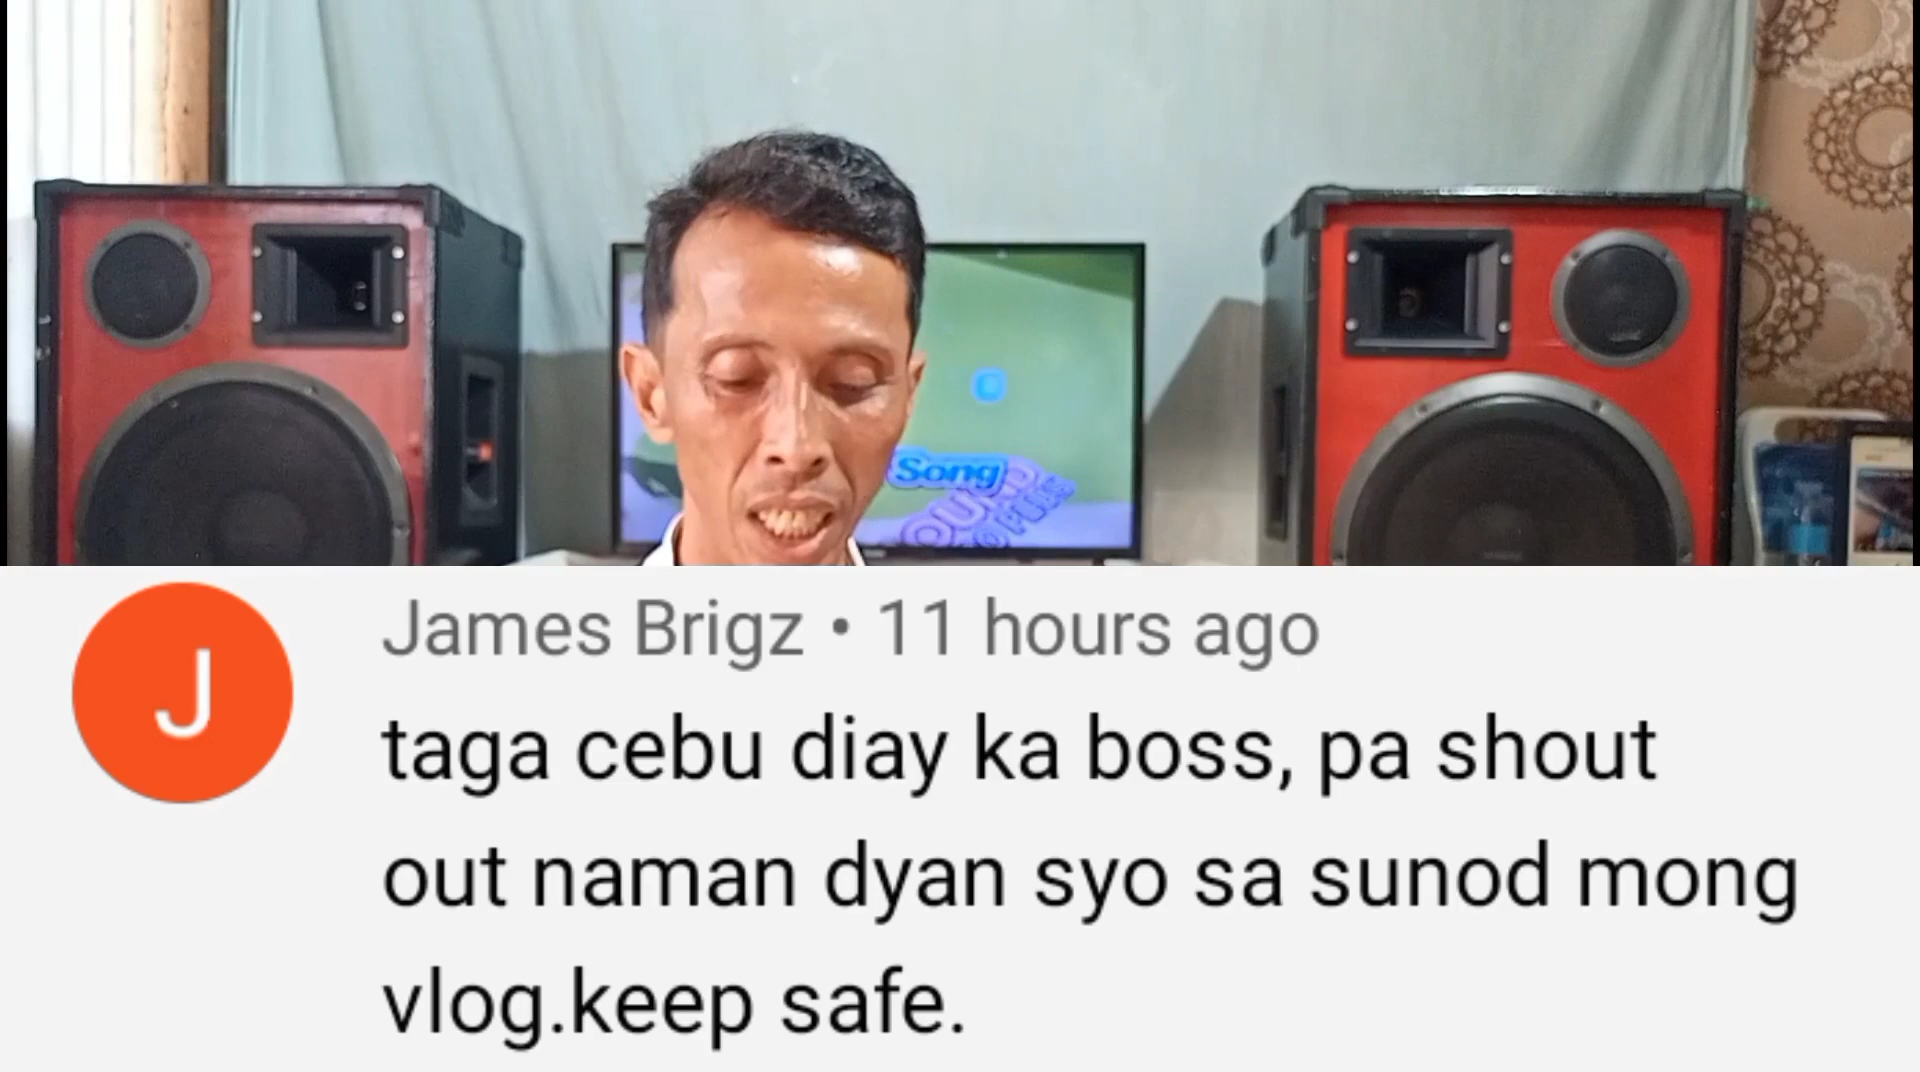 Song
James Brigz • 11 hours ago
J
taga cebu diay ka boss, pa shout
out naman dyan syo sa sunod mong
vlog.keep safe.